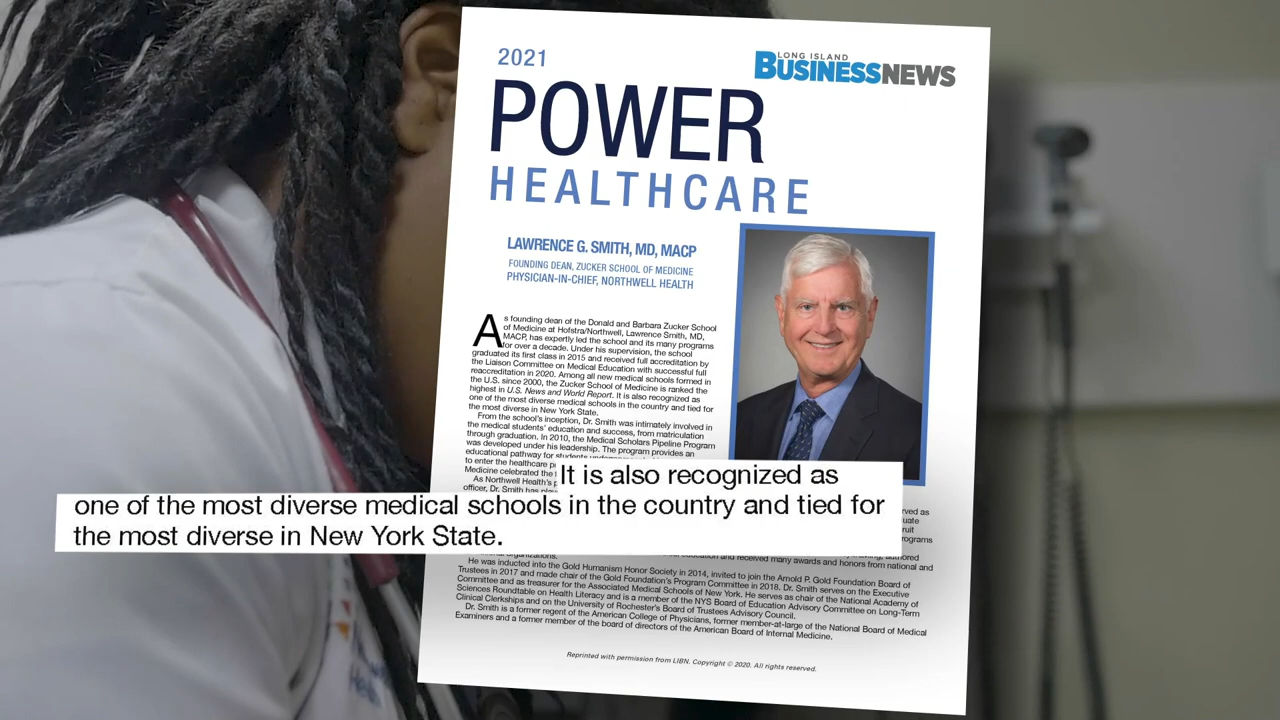 2021
LONG ISLAND
BUSINESSNEWS
POWER
HEALTHCARE
LAWRENCE G. SMITH, MD, MACP
FOUNDING DEAN, ZUCKER SCHOOL OF MEDICINE
PHYSICIAN-IN-CHIEF, NORTHWELL HEALTH
As founding dean of the Donald and Barbara Zucker School
of Medicine at Hofstra/Northwell, Lawrence Smith, MD,
MACP, has expertly led the school and its many programs
for over a decade. Under his supervision, the school
graduated its first class in 2015 and received full accreditation by
the Liaison Committee on Medical Education with successful full
reaccreditation in 2020. Among all new medical schools formed in
the U.S. since 2000, the Zucker School of Medicine is ranked the
highest in U.S. News and World Report. It is also recognized as
one of the most diverse medical schools in the country and tied for
the most diverse in New York State.
From the school's inception, Dr. Smith was intimately involved in
the medical students' education and success, from matriculation
through graduation. In 2010, the Medical Scholars Pipeline Program
was developed under his leadership. The program provides an
educational pathway for students
to enter the healthcare
Medicine celebrated the
As Northwell Health's
officer, Dr. Smith has
It is also recognized as
one of the most diverse medical schools in the country and tied for
the most diverse in New York State.
served as
education and received many awards and honors from national and
organizations.
He was inducted into the Gold Humanism Honor Society in 2014, invited to join the Arnold P. Gold Foundation Board of
Trustees in 2017 and made chair of the Gold Foundation's Program Committee in 2018. Dr. Smith serves on the Executive
Committee and as treasurer for the Associated Medical Schools of New York. He serves as chair of the National Academy of
Sciences Roundtable on Health Literacy and is a member of the NYS Board of Education Advisory Committee on Long-Term
Clinical Clerkships and on the University of Rochester's Board of Trustees Advisory Council.
Dr. Smith is a former regent of the American College of Physicians, former member-at-large of the National Board of Medical
Examiners and a former member of the board of directors of the American Board of Internal Medicine.
Reprinted with permission from LIBN. Copyright © 2020. All rights reserved.